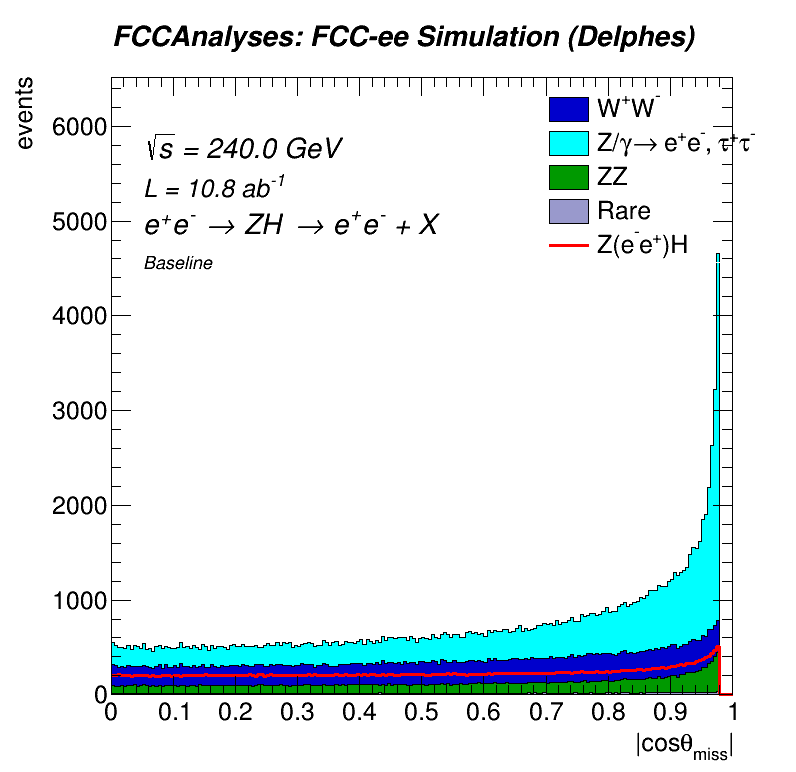 FCCAnalyses: FCC-ee Simulation (Delphes)
events
6000
5000
4000
3000
2000
1000
0
√s = 240.0 GeV
L = 10.8 ab⁻¹
e⁺e⁻ → ZH → e⁺e⁻ + X
Baseline
W⁺W⁻
Z/γ→ e⁺e⁻, τ⁺τ⁻
ZZ
Rare
Z(e⁻e⁺)H
0 0.1 0.2 0.3 0.4 0.5 0.6 0.7 0.8 0.9 1
|cosθ_miss|